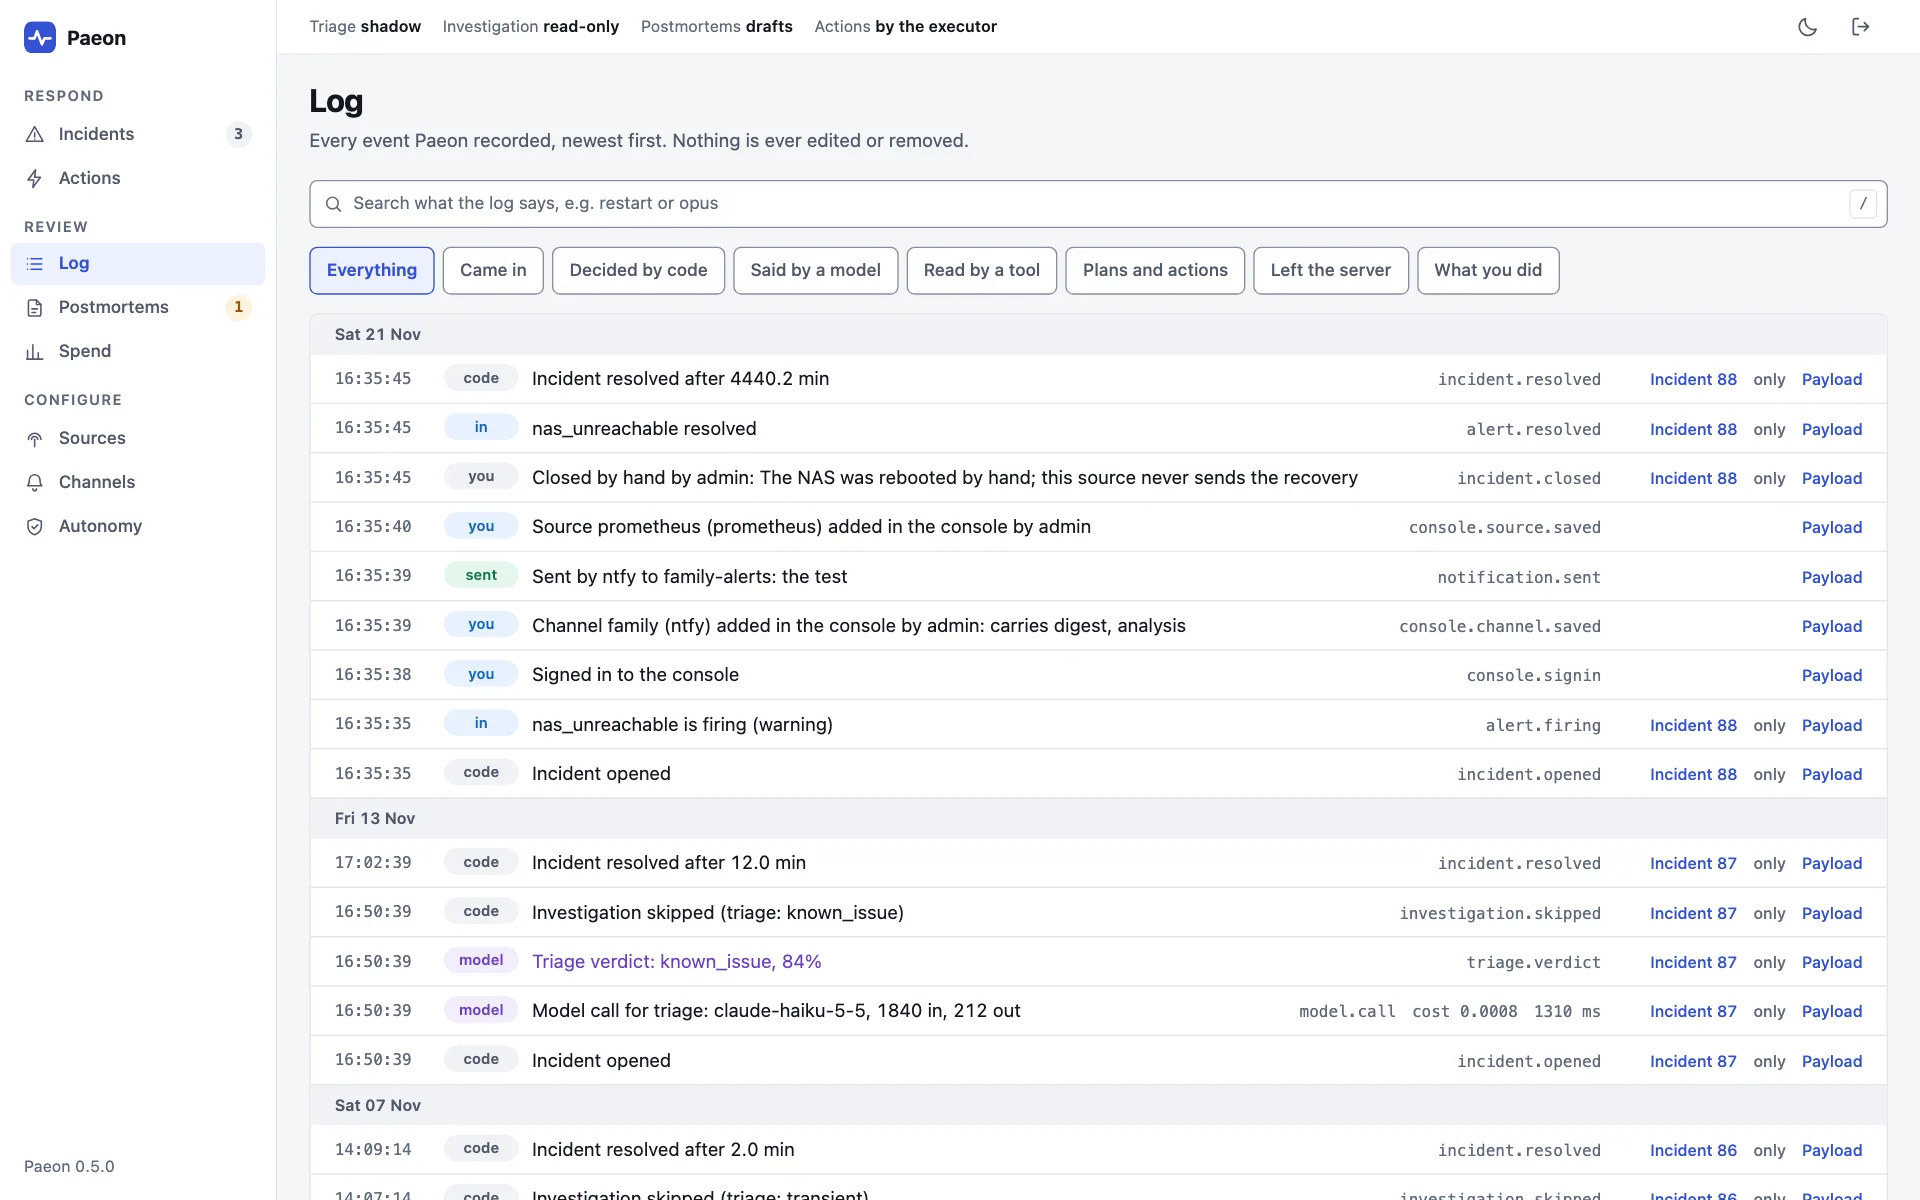 Paeon
Triage shadow Investigation read-only Postmortems drafts Actions by the executor
RESPOND
Incidents 3
Actions
REVIEW
Log
Postmortems 1
Spend
CONFIGURE
Sources
Channels
Autonomy
Paeon 0.5.0
Log
Every event Paeon recorded, newest first. Nothing is ever edited or removed.
Search what the log says, e.g. restart or opus /
Everything Came in Decided by code Said by a model Read by a tool Plans and actions Left the server What you did
Sat 21 Nov
16:35:45 code Incident resolved after 4440.2 min incident.resolved Incident 88 only Payload
16:35:45 in nas_unreachable resolved alert.resolved Incident 88 only Payload
16:35:45 you Closed by hand by admin: The NAS was rebooted by hand; this source never sends the recovery incident.closed Incident 88 only Payload
16:35:40 you Source prometheus (prometheus) added in the console by admin console.source.saved Payload
16:35:39 sent Sent by ntfy to family-alerts: the test notification.sent Payload
16:35:39 you Channel family (ntfy) added in the console by admin: carries digest, analysis console.channel.saved Payload
16:35:38 you Signed in to the console console.signin Payload
16:35:35 in nas_unreachable is firing (warning) alert.firing Incident 88 only Payload
16:35:35 code Incident opened incident.opened Incident 88 only Payload
Fri 13 Nov
17:02:39 code Incident resolved after 12.0 min incident.resolved Incident 87 only Payload
16:50:39 code Investigation skipped (triage: known_issue) investigation.skipped Incident 87 only Payload
16:50:39 model Triage verdict: known_issue, 84% triage.verdict Incident 87 only Payload
16:50:39 model Model call for triage: claude-haiku-5-5, 1840 in, 212 out model.call cost 0.0008 1310 ms Incident 87 only Payload
16:50:39 code Incident opened incident.opened Incident 87 only Payload
Sat 07 Nov
14:09:14 code Incident resolved after 2.0 min incident.resolved Incident 86 only Payload
14:07:14 code Investigation skipped (triage: transient) investigation.skipped Incident 86 only Payload